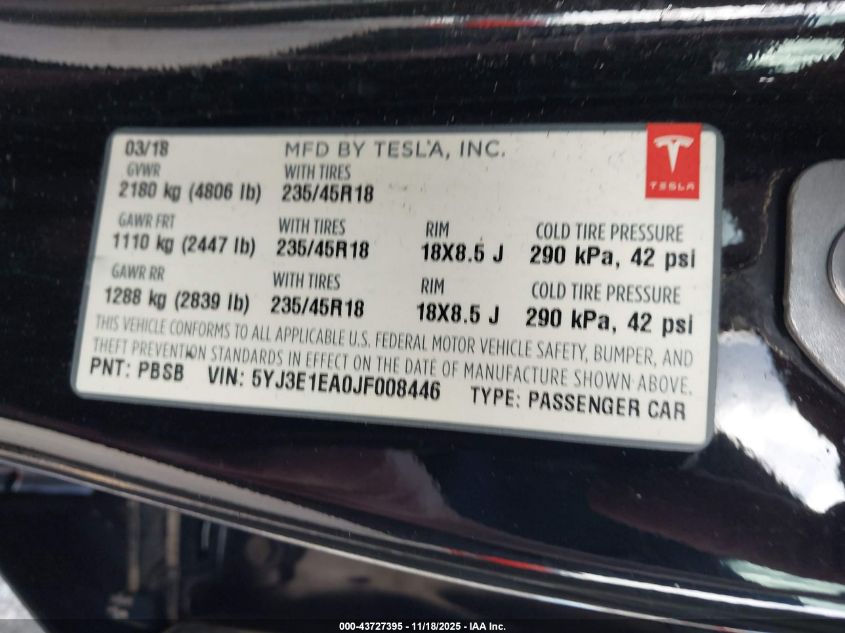 03/18 MFD BY TESLA, INC.
TESLA
GVWR WITH TIRES
2180 kg (4806 lb) 235/45R18
GAWR FRT WITH TIRES RIM COLD TIRE PRESSURE
1110 kg (2447 lb) 235/45R18 18X8.5 J 290 kPa, 42 psi
GAWR RR WITH TIRES RIM COLD TIRE PRESSURE
1288 kg (2839 lb) 235/45R18 18X8.5 J 290 kPa, 42 psi
THIS VEHICLE CONFORMS TO ALL APPLICABLE U.S. FEDERAL MOTOR VEHICLE SAFETY, BUMPER, AND
THEFT PREVENTION STANDARDS IN EFFECT ON THE DATE OF MANUFACTURE SHOWN ABOVE.
PNT: PBSB VIN: 5YJ3E1EA0JF008446 TYPE: PASSENGER CAR
000-43727395 - 11/18/2025 - IAA Inc.